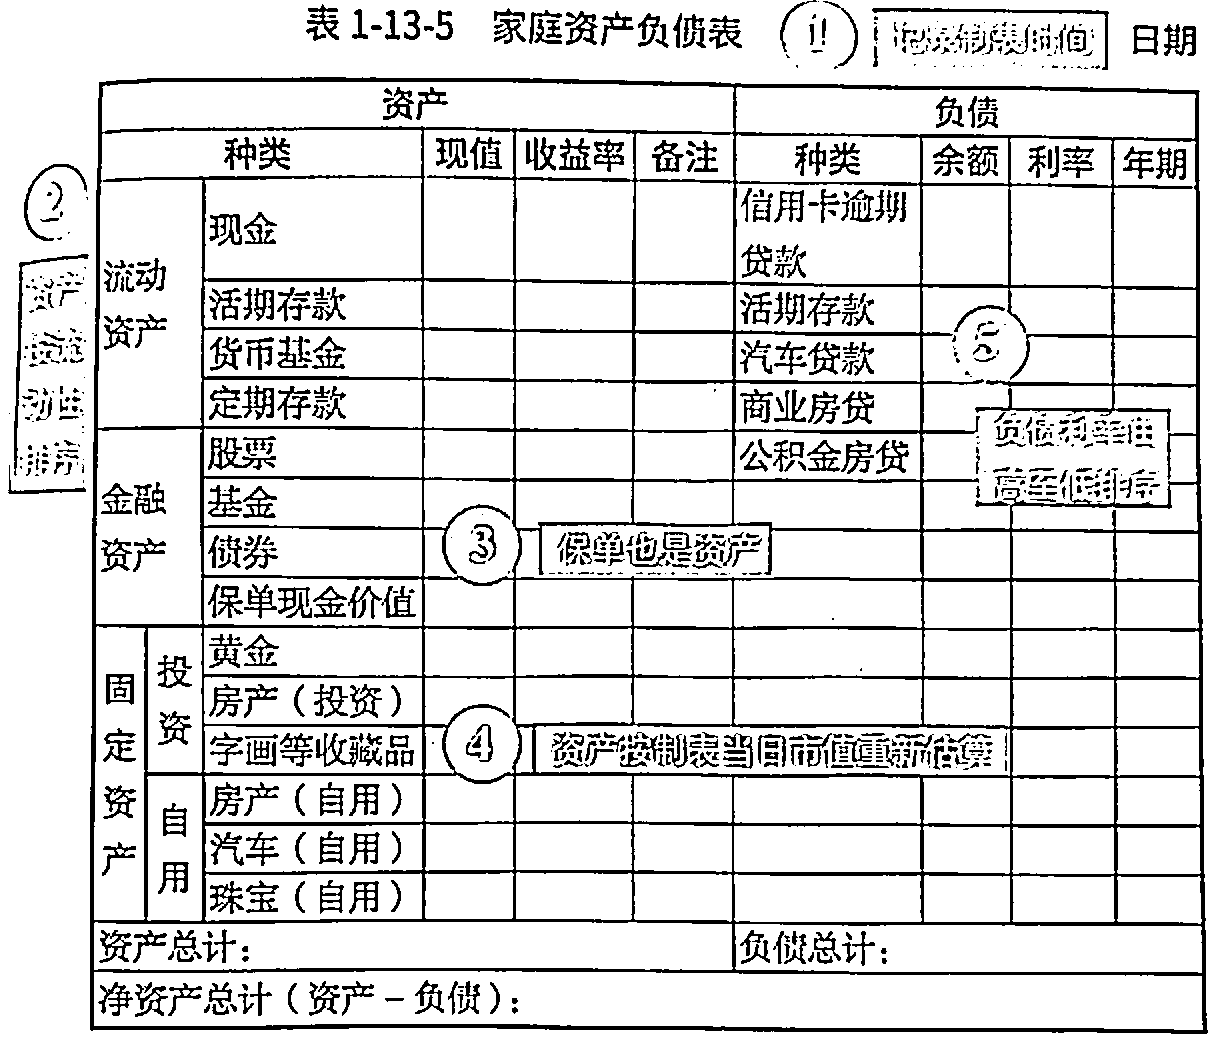 表 1-13-5 家庭资产负债表 ① 记录制表时间 日期
资产 负债
种类 现值 收益率 备注 种类 余额 利率 年期
②
资产
按流
动性
排序
流动
资产
现金
信用卡逾期
贷款
活期存款 活期存款
货币基金 汽车贷款
定期存款 商业房贷
⑤
负债利率由
高至低排序
金融
资产
股票 公积金房贷
基金
债券
③ 保单也是资产
保单现金价值
固
定
资
产
投
资
黄金
房产（投资）
字画等收藏品
④ 资产按制表当日市值重新估算
自
用
房产（自用）
汽车（自用）
珠宝（自用）
资产总计： 负债总计：
净资产总计（资产－负债）：